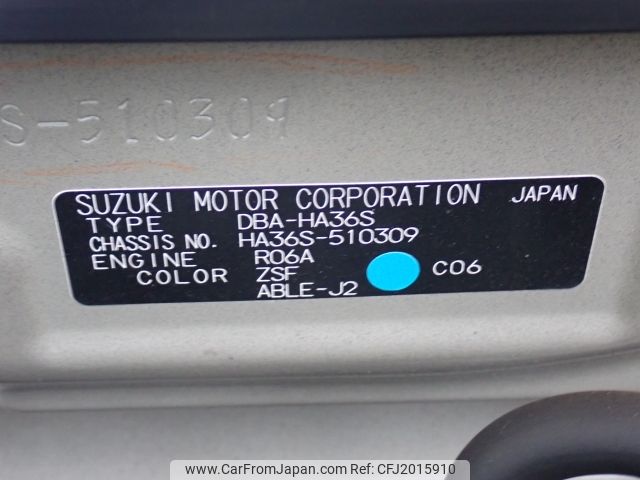 S-510309
SUZUKI MOTOR CORPORATION JAPAN
TYPE DBA-HA36S
CHASSIS NO. HA36S-510309
ENGINE R06A
COLOR ZSF C06
ABLE-J2
www.CarFromJapan.com | CFJ2015910